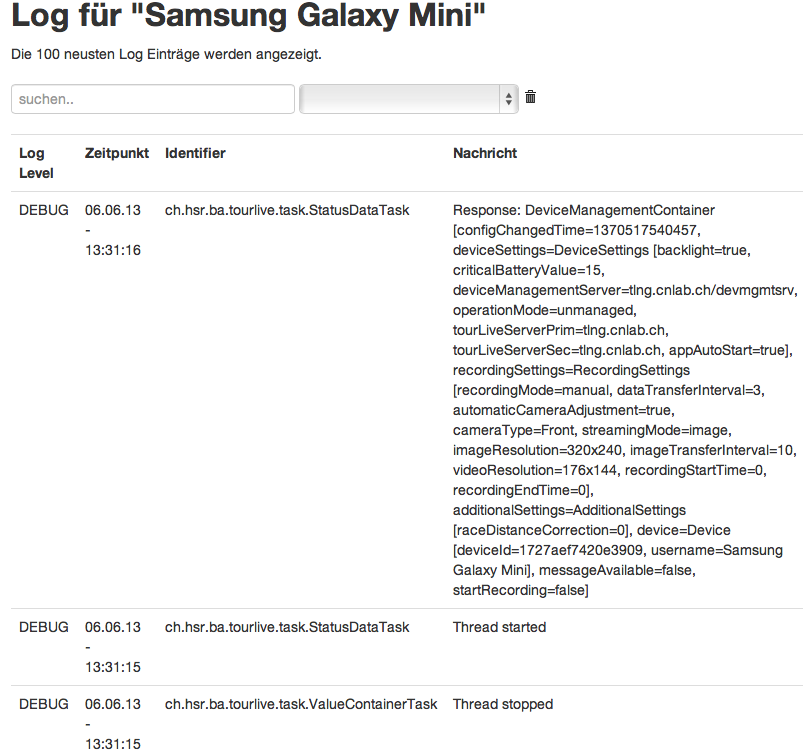 Log für "Samsung Galaxy Mini"
Die 100 neusten Log Einträge werden angezeigt.
suchen..
Log Level Zeitpunkt Identifier Nachricht
DEBUG 06.06.13 - 13:31:16 ch.hsr.ba.tourlive.task.StatusDataTask Response: DeviceManagementContainer
[configChangedTime=1370517540457,
deviceSettings=DeviceSettings [backlight=true,
criticalBatteryValue=15,
deviceManagementServer=tlng.cnlab.ch/devmgmtsrv,
operationMode=unmanaged,
tourLiveServerPrim=tlng.cnlab.ch,
tourLiveServerSec=tlng.cnlab.ch, appAutoStart=true],
recordingSettings=RecordingSettings
[recordingMode=manual, dataTransferInterval=3,
automaticCameraAdjustment=true,
cameraType=Front, streamingMode=image,
imageResolution=320x240, imageTransferInterval=10,
videoResolution=176x144, recordingStartTime=0,
recordingEndTime=0],
additionalSettings=AdditionalSettings
[raceDistanceCorrection=0], device=Device
[deviceId=1727aef7420e3909, username=Samsung
Galaxy Mini], messageAvailable=false,
startRecording=false]
DEBUG 06.06.13 - 13:31:15 ch.hsr.ba.tourlive.task.StatusDataTask Thread started
DEBUG 06.06.13 - 13:31:15 ch.hsr.ba.tourlive.task.ValueContainerTask Thread stopped